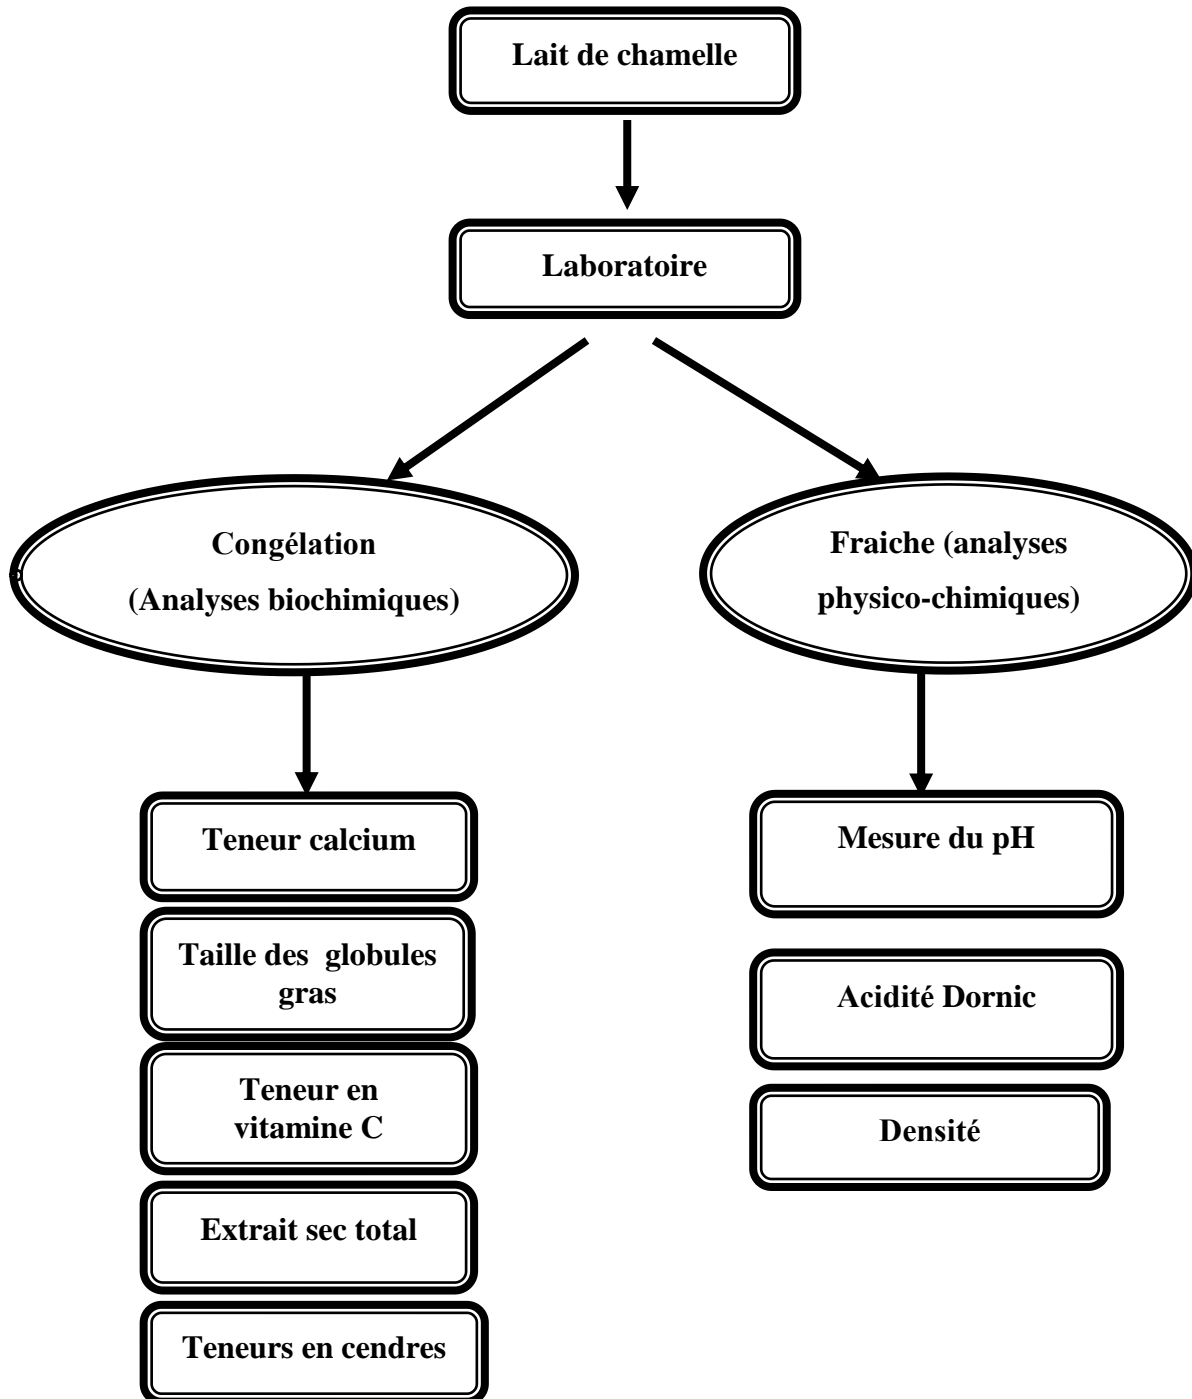 Lait de chamelle
Laboratoire
Congélation
(Analyses biochimiques)
Fraiche (analyses
physico-chimiques)
Teneur calcium
Taille des  globules
gras
Teneur en
vitamine C
Extrait sec total
Teneurs en cendres
Mesure du pH
Acidité Dornic
Densité